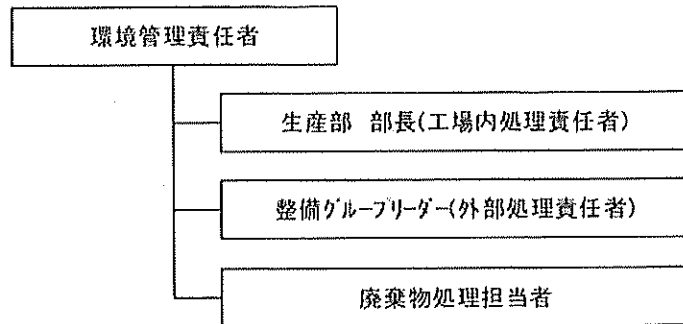 環境管理責任者
生産部 部長(工場内処理責任者)
整備グループリーダー(外部処理責任者)
廃棄物処理担当者